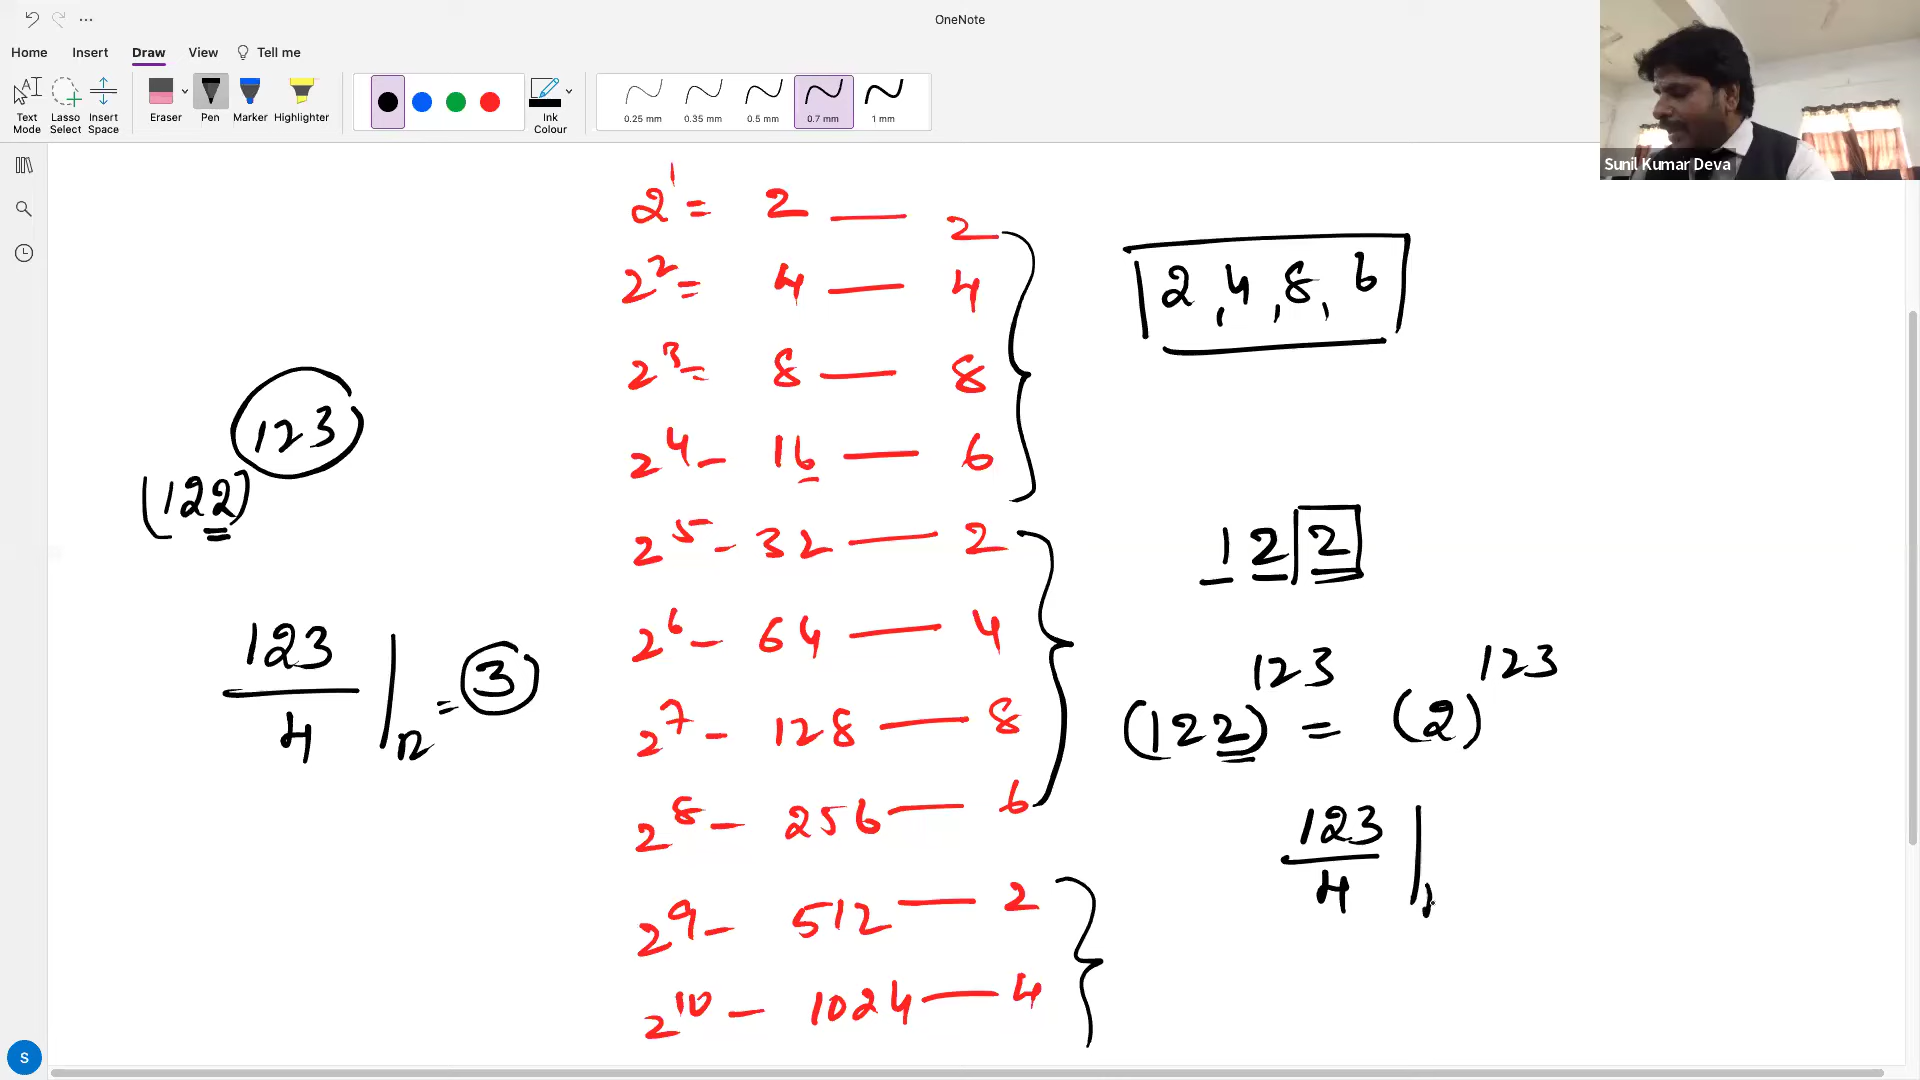 OneNote
Home Insert Draw View Tell me
Text Mode
Lasso Select
Insert Space
Eraser
Pen
Marker
Highlighter
Ink Colour
0.25 mm
0.35 mm
0.5 mm
0.7 mm
1 mm
Sunil Kumar Deva
2¹ = 2 — 2
2² = 4 — 4
2³ = 8 — 8
2⁴ - 16 — 6
2⁵ - 32 — 2
2⁶ - 64 — 4
2⁷ - 128 — 8
2⁸ - 256 — 6
2⁹ - 512 — 2
2¹⁰ - 1024 — 4
(122)¹²³
123/4 |r = 3
2, 4, 8, 6
122
(122)¹²³ = (2)¹²³
123/4 |
S